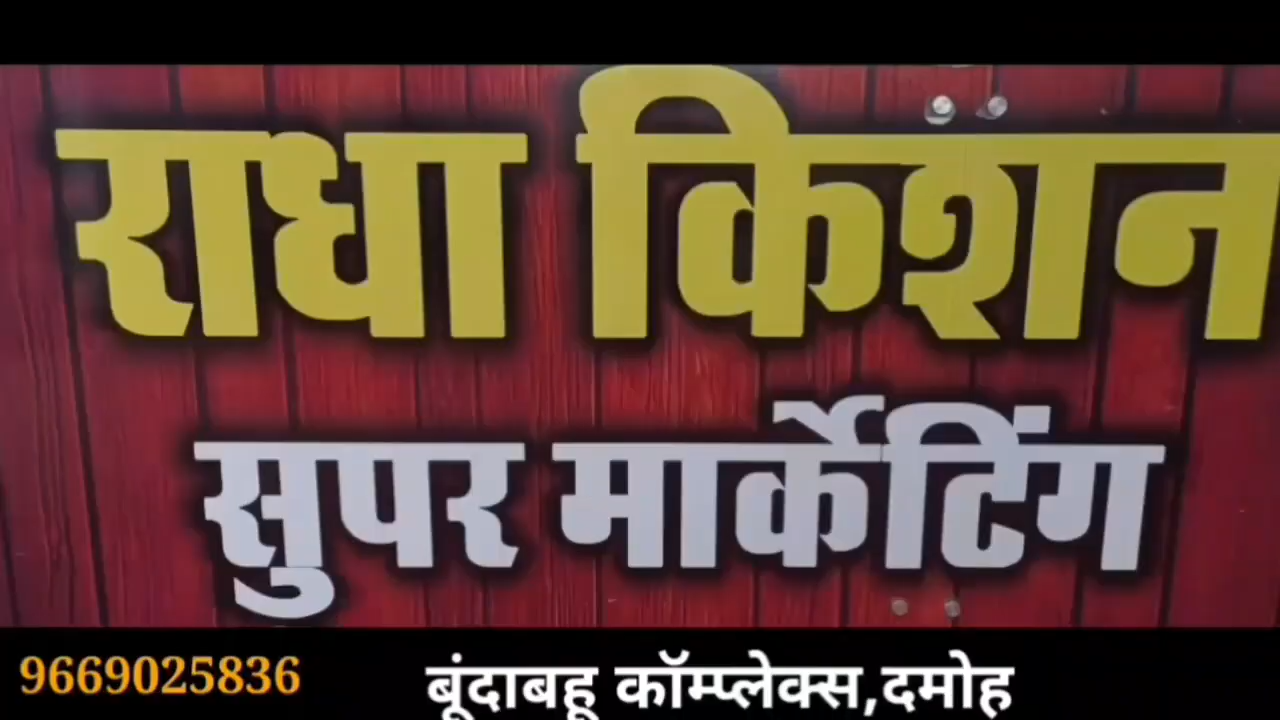 राधा किशन
सुपर मार्केटिंग
9669025836 बूंदाबहू कॉम्प्लेक्स,दमोह